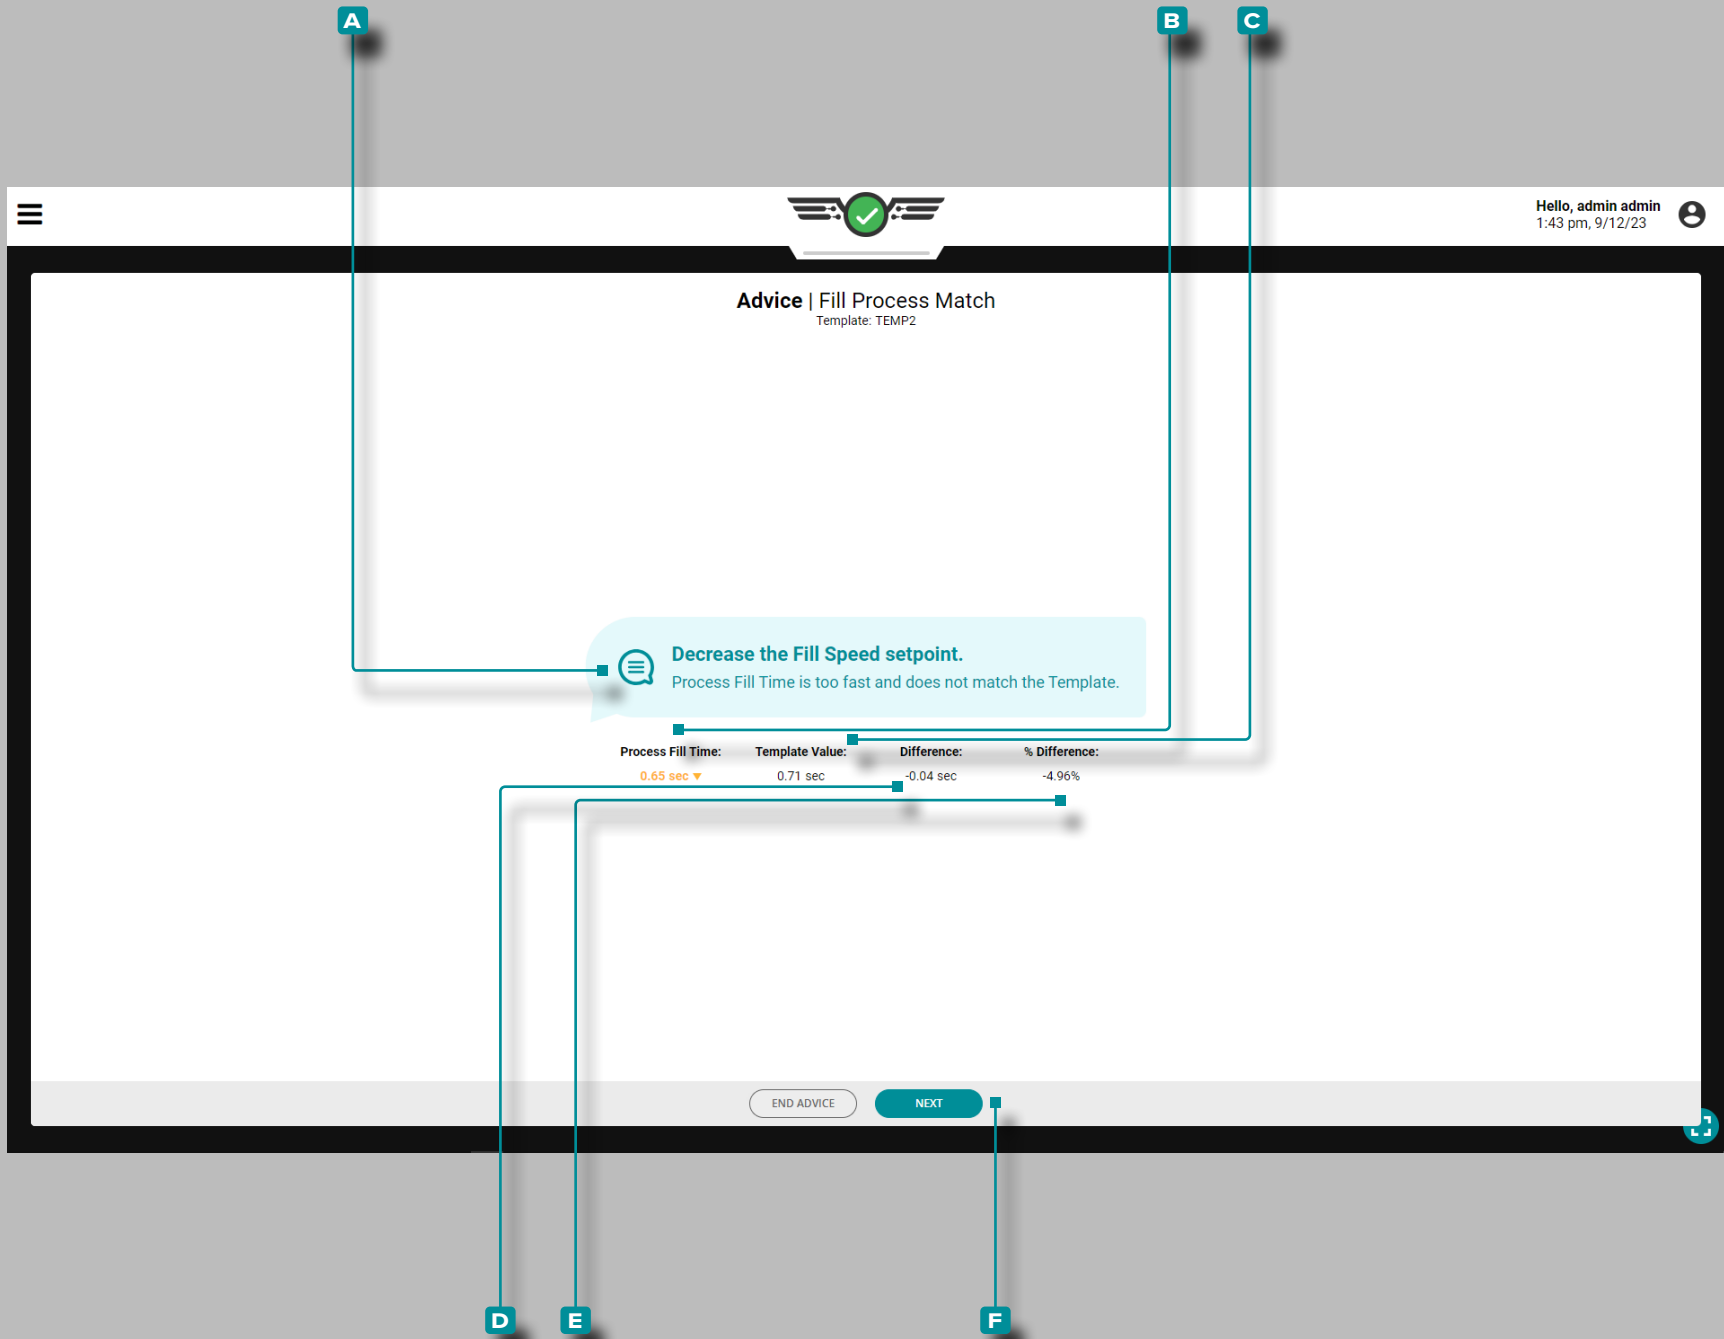 A
B
C
Hello, admin admin
1:43 pm, 9/12/23
Advice | Fill Process Match
Template: TEMP2
Decrease the Fill Speed setpoint.
Process Fill Time is too fast and does not match the Template.
Process Fill Time: Template Value: Difference: % Difference:
0.65 sec 0.71 sec -0.04 sec -4.96%
END ADVICE NEXT
D
E
F